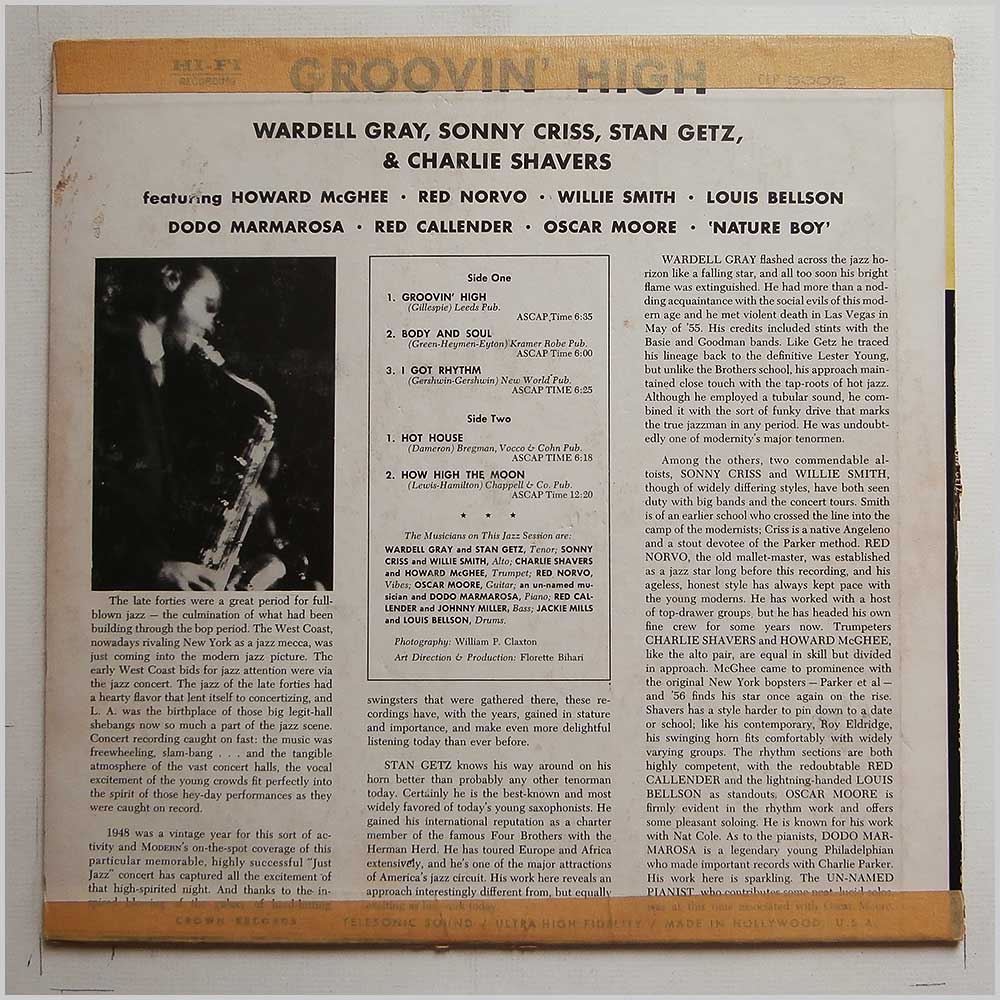 HI-FI
RECORDING
GROOVIN' HIGH
CLP 5008
WARDELL GRAY, SONNY CRISS, STAN GETZ,
& CHARLIE SHAVERS
featuring HOWARD McGHEE · RED NORVO · WILLIE SMITH · LOUIS BELLSON
DODO MARMAROSA · RED CALLENDER · OSCAR MOORE · 'NATURE BOY'
The late forties were a great period for full-
blown jazz — the culmination of what had been
building through the bop period. The West Coast,
nowadays rivaling New York as a jazz mecca, was
just coming into the modern jazz picture. The
early West Coast bids for jazz attention were via
the jazz concert. The jazz of the late forties had
a hearty flavor that lent itself to concertizing, and
L. A. was the birthplace of those big legit-hall
shebangs now so much a part of the jazz scene.
Concert recording caught on fast: the music was
freewheeling, slam-bang . . . and the tangible
atmosphere of the vast concert halls, the vocal
excitement of the young crowds fit perfectly into
the spirit of those hey-day performances as they
were caught on record.
1948 was a vintage year for this sort of ac-
tivity and MODERN's on-the-spot coverage of this
particular memorable, highly successful "Just
Jazz" concert has captured all the excitement of
that high-spirited night. And thanks to the in-
Side One
1. GROOVIN' HIGH
(Gillespie) Leeds Pub.
ASCAP, Time 6:35
2. BODY AND SOUL
(Green-Heymen-Eyton) Kramer Robe Pub.
ASCAP Time 6:00
3. I GOT RHYTHM
(Gershwin-Gershwin) New World Pub.
ASCAP TIME 6:25
Side Two
1. HOT HOUSE
(Dameron) Bregman, Vocco & Cohn Pub.
ASCAP TIME 6:18
2. HOW HIGH THE MOON
(Lewis-Hamilton) Chappell & Co. Pub.
ASCAP Time 12:20
★ ★ ★
The Musicians on This Jazz Session are:
WARDELL GRAY and STAN GETZ, Tenor; SONNY
CRISS and WILLIE SMITH, Alto; CHARLIE SHAVERS
and HOWARD McGHEE, Trumpet; RED NORVO,
Vibes; OSCAR MOORE, Guitar; an un-named mu-
sician and DODO MARMAROSA, Piano; RED CAL-
LENDER and JOHNNY MILLER, Bass; JACKIE MILLS
and LOUIS BELLSON, Drums.
Photography: William P. Claxton
Art Direction & Production: Florette Bihari
swingsters that were gathered there, these re-
cordings have, with the years, gained in stature
and importance, and make even more delightful
listening today than ever before.
STAN GETZ knows his way around on his
horn better than probably any other tenorman
today. Certainly he is the best-known and most
widely favored of today's young saxophonists. He
gained his international reputation as a charter
member of the famous Four Brothers with the
Herman Herd. He has toured Europe and Africa
extensively, and he's one of the major attractions
of America's jazz circuit. His work here reveals an
approach interestingly different from, but equally
exciting as his work today.
WARDELL GRAY flashed across the jazz ho-
rizon like a falling star, and all too soon his bright
flame was extinguished. He had more than a nod-
ding acquaintance with the social evils of this mod-
ern age and he met violent death in Las Vegas in
May of '55. His credits included stints with the
Basie and Goodman bands. Like Getz he traced
his lineage back to the definitive Lester Young,
but unlike the Brothers school, his approach main-
tained close touch with the tap-roots of hot jazz.
Although he employed a tubular sound, he com-
bined it with the sort of funky drive that marks
the true jazzman in any period. He was undoubt-
edly one of modernity's major tenormen.
Among the others, two commendable al-
toists, SONNY CRISS and WILLIE SMITH,
though of widely differing styles, have both seen
duty with big bands and the concert tours. Smith
is of an earlier school who crossed the line into the
camp of the modernists; Criss is a native Angeleno
and a stout devotee of the Parker method. RED
NORVO, the old mallet-master, was established
as a jazz star long before this recording, and his
ageless, honest style has always kept pace with
the young moderns. He has worked with a host
of top-drawer groups but he has headed his own
fine crew for some years now. Trumpeters
CHARLIE SHAVERS and HOWARD McGHEE,
like the alto pair, are equal in skill but divided
in approach. McGhee came to prominence with
the original New York bopsters — Parker et al —
and '56 finds his star once again on the rise.
Shavers has a style harder to pin down to a date
or school; like his contemporary, Roy Eldridge,
his swinging horn fits comfortably with widely
varying groups. The rhythm sections are both
highly competent, with the redoubtable RED
CALLENDER and the lightning-handed LOUIS
BELLSON as standouts. OSCAR MOORE is
firmly evident in the rhythm work and offers
some pleasant soloing. He is known for his work
with Nat Cole. As to the pianists, DODO MAR-
MAROSA is a legendary young Philadelphian
who made important records with Charlie Parker.
His work here is sparkling. The UN-NAMED
PIANIST, who contributes some neat, lucid solos
was at this time associated with Oscar Moore.
CROWN RECORDS TELESONIC SOUND / ULTRA HIGH FIDELITY / MADE IN HOLLYWOOD, U.S.A.